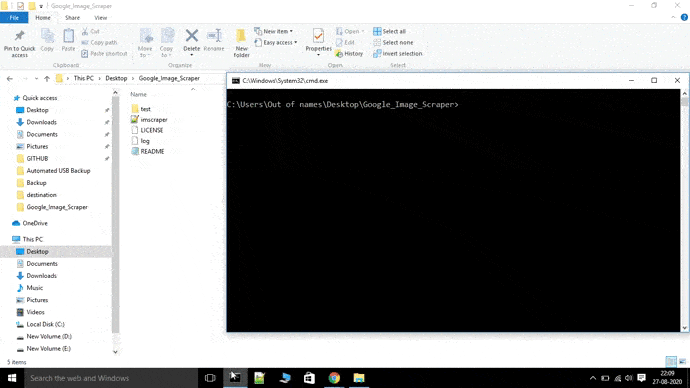 Google_Image_Scraper
File Home Share View
Pin to Quick access
Copy
Paste
Cut
Copy path
Paste shortcut
Clipboard
Move to
Copy to
Delete
Rename
Organize
New folder
New item
Easy access
New
Properties
Open
Edit
History
Open
Select all
Select none
Invert selection
Select
This PC Desktop Google_Image_Scraper
Quick access
Desktop
Downloads
Documents
Pictures
GITHUB
Automated USB Backup
Backup
destination
Google_Image_Scraper
OneDrive
This PC
Desktop
Documents
Downloads
Music
Pictures
Videos
Local Disk (C:)
New Volume (D:)
New Volume (E:)
Name
test
imscraper
LICENSE
log
README
C:\Windows\System32\cmd.exe
C:\Users\Out of names\Desktop\Google_Image_Scraper>
5 items
Search the web and Windows
22:09
27-08-2020